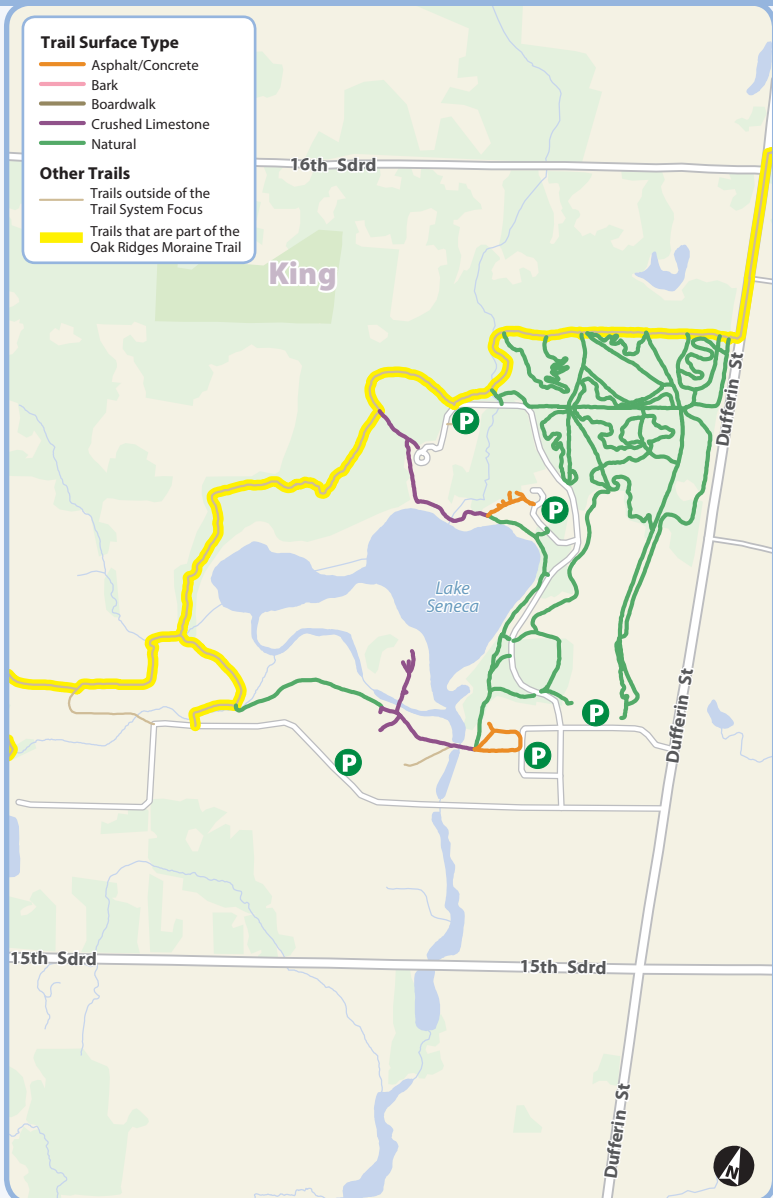 Trail Surface Type
Asphalt/Concrete
Bark
Boardwalk
Crushed Limestone
Natural
Other Trails
Trails outside of the
Trail System Focus
Trails that are part of the
Oak Ridges Moraine Trail
16th Sdrd
King
Dufferin St
P
P
Lake
Seneca
Dufferin St
P
P
P
15th Sdrd
15th Sdrd
Dufferin St
N